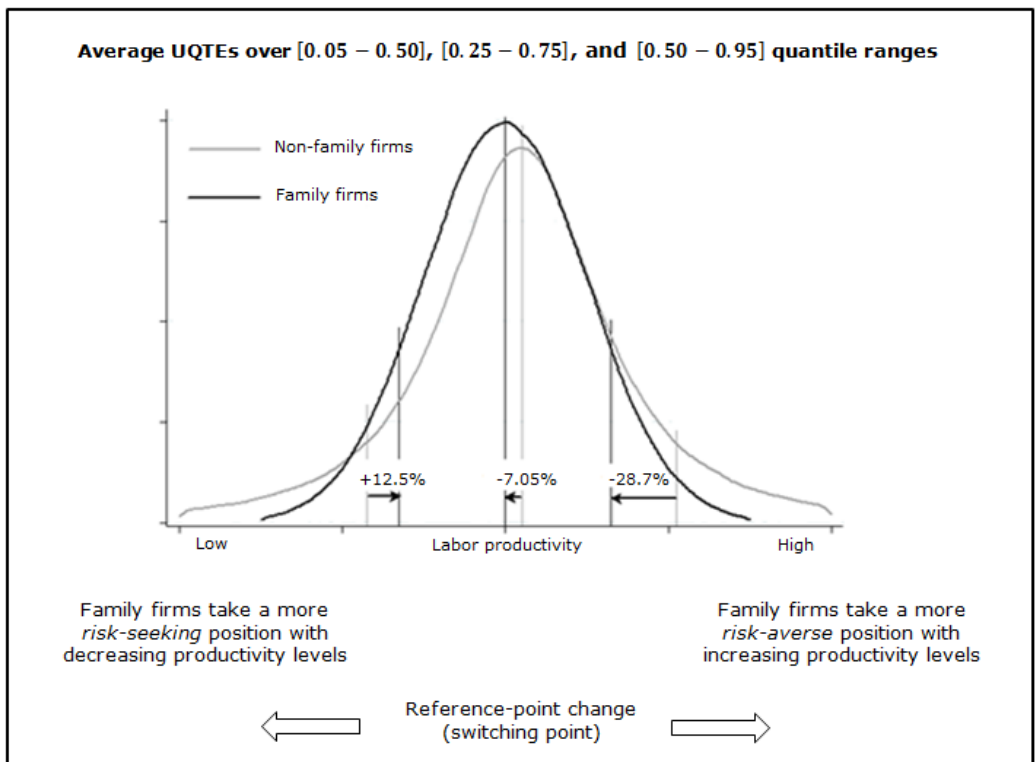 Average UQTEs over [0.05 − 0.50], [0.25 − 0.75], and [0.50 − 0.95] quantile ranges
Non-family firms
Family firms
+12.5%
-7.05%
-28.7%
Low
Labor productivity
High
Family firms take a more
risk-seeking position with
decreasing productivity levels
Family firms take a more
risk-averse position with
increasing productivity levels
Reference-point change
(switching point)